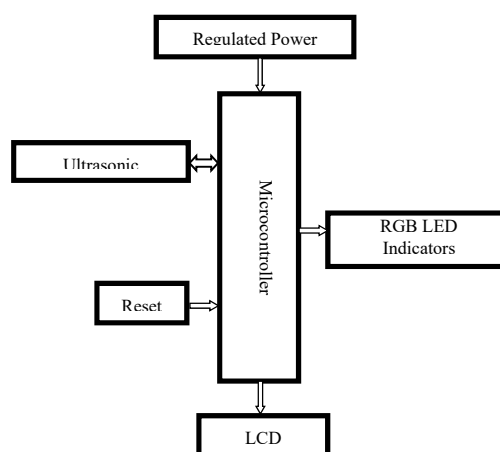 Regulated Power
Ultrasonic
Microcontroller
RGB LED
Indicators
Reset
LCD